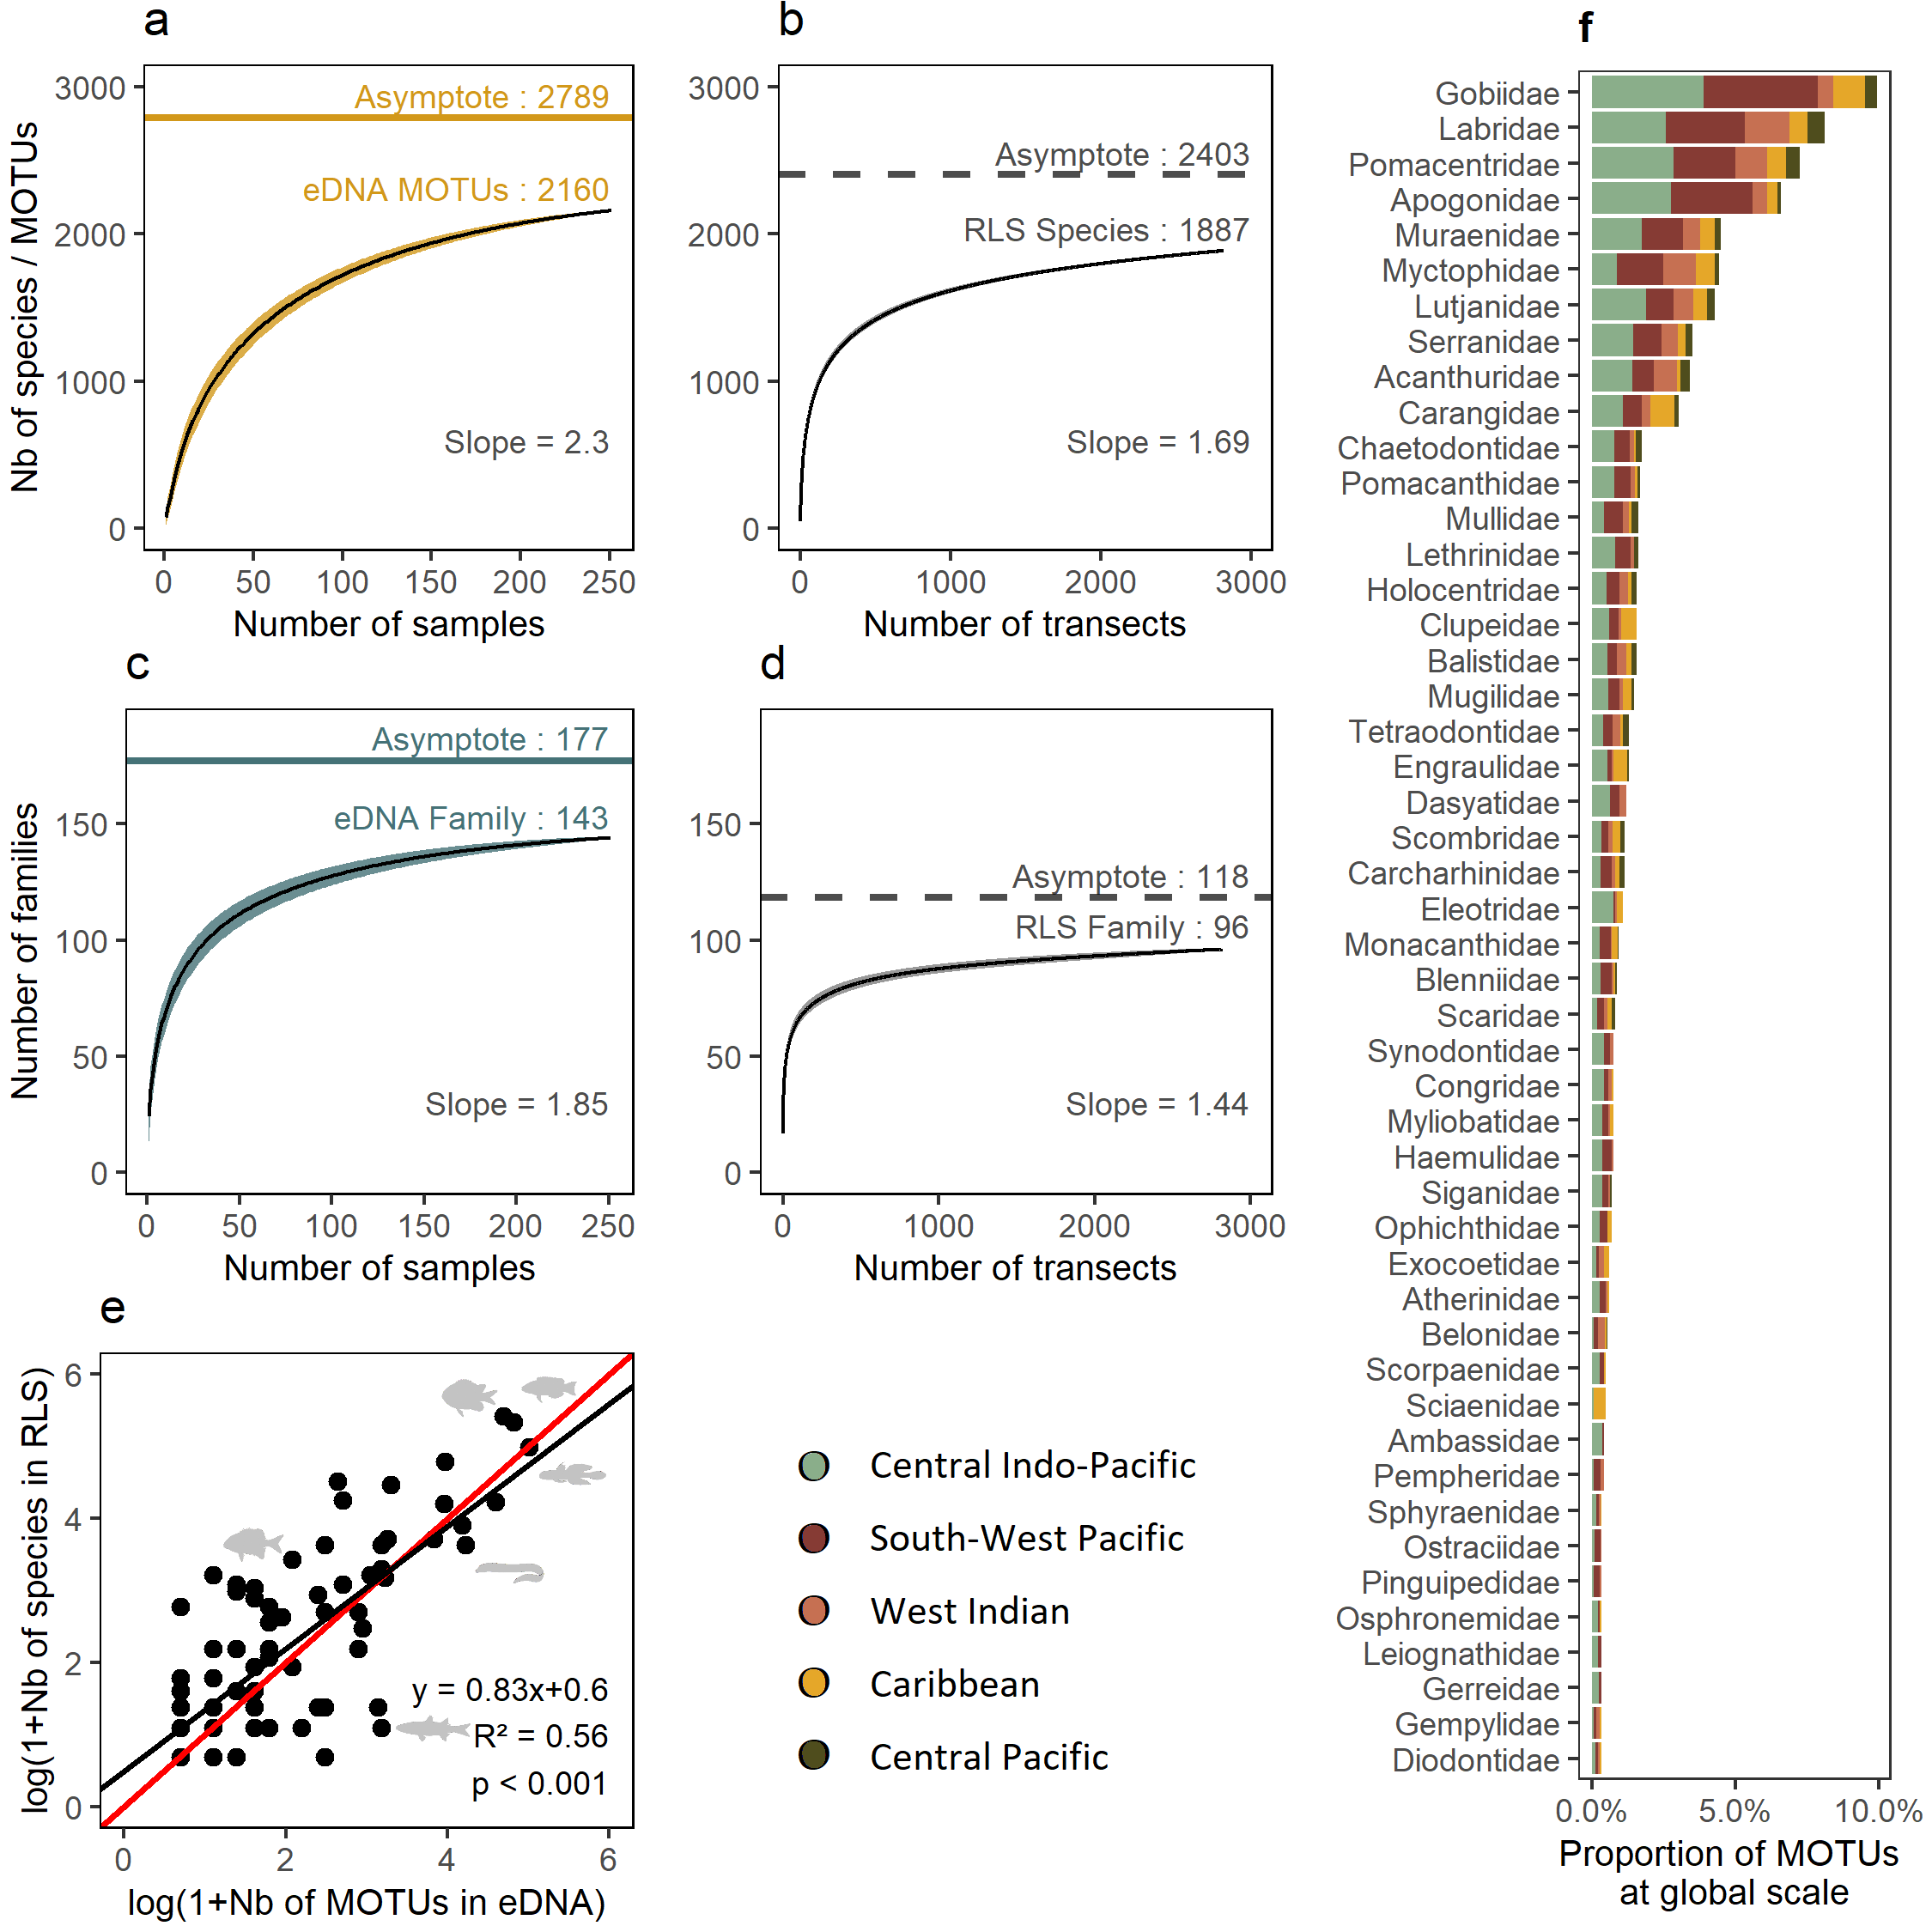 a
3000
2000
1000
0
Nb of species / MOTUs
Asymptote : 2789
eDNA MOTUs : 2160
Slope = 2.3
0 50 100 150 200 250
Number of samples
b
3000
2000
1000
0
Asymptote : 2403
RLS Species : 1887
Slope = 1.69
0 1000 2000 3000
Number of transects
c
150
100
50
0
Number of families
Asymptote : 177
eDNA Family : 143
Slope = 1.85
0 50 100 150 200 250
Number of samples
d
150
100
50
0
Asymptote : 118
RLS Family : 96
Slope = 1.44
0 1000 2000 3000
Number of transects
e
6
4
2
0
log(1+Nb of species in RLS)
y = 0.83x+0.6
R² = 0.56
p < 0.001
0 2 4 6
log(1+Nb of MOTUs in eDNA)
Central Indo-Pacific
South-West Pacific
West Indian
Caribbean
Central Pacific
f
Gobiidae
Labridae
Pomacentridae
Apogonidae
Muraenidae
Myctophidae
Lutjanidae
Serranidae
Acanthuridae
Carangidae
Chaetodontidae
Pomacanthidae
Mullidae
Lethrinidae
Holocentridae
Clupeidae
Balistidae
Mugilidae
Tetraodontidae
Engraulidae
Dasyatidae
Scombridae
Carcharhinidae
Eleotridae
Monacanthidae
Blenniidae
Scaridae
Synodontidae
Congridae
Myliobatidae
Haemulidae
Siganidae
Ophichthidae
Exocoetidae
Atherinidae
Belonidae
Scorpaenidae
Sciaenidae
Ambassidae
Pempheridae
Sphyraenidae
Ostraciidae
Pinguipedidae
Osphronemidae
Leiognathidae
Gerreidae
Gempylidae
Diodontidae
0.0% 5.0% 10.0%
Proportion of MOTUs
at global scale